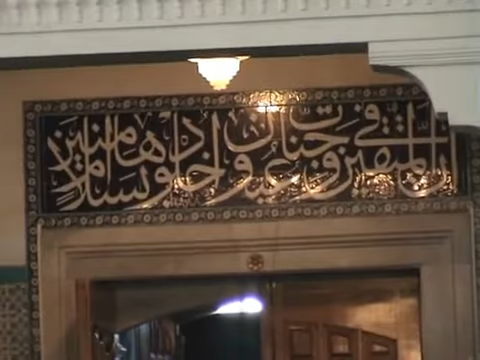 إن المتقين في جنات وعيون ادخلوها بسلام آمنين